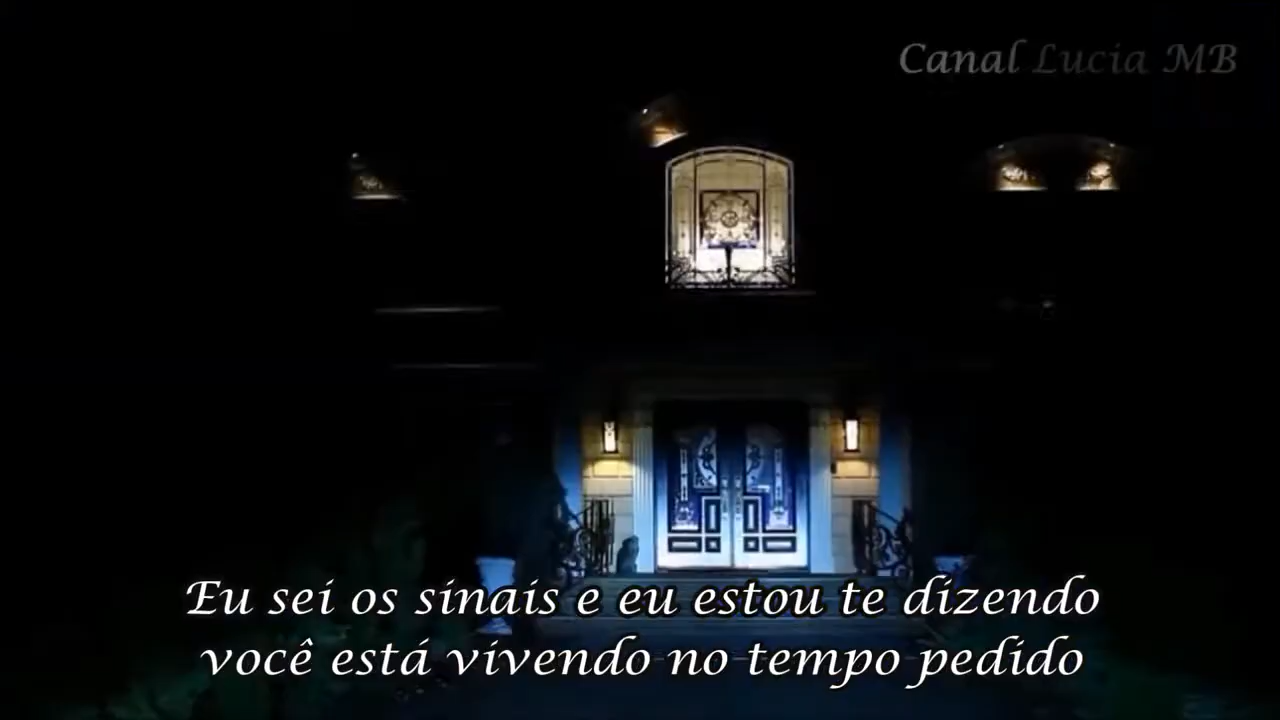 Canal Lucia MB
Eu sei os sinais e eu estou te dizendo
você está vivendo no tempo pedido